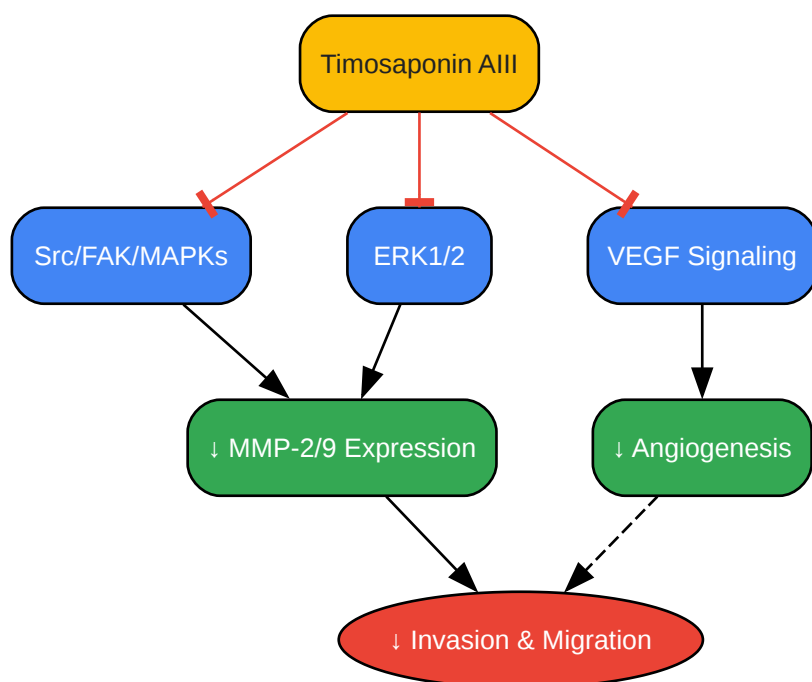 Timosaponin AIII
Src/FAK/MAPKs
ERK1/2
VEGF Signaling
↓ MMP-2/9 Expression
↓ Angiogenesis
↓ Invasion & Migration